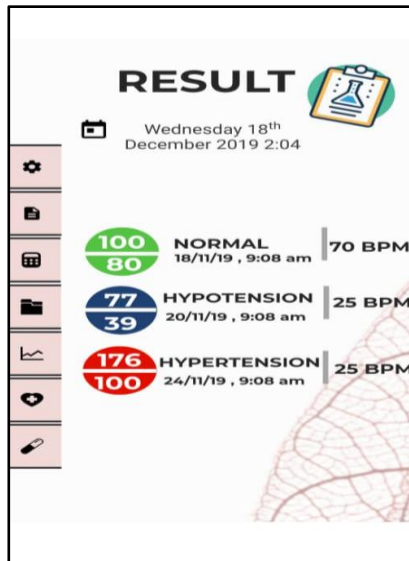 RESULT
Wednesday 18th
December 2019 2:04
100
80
NORMAL
18/11/19 , 9:08 am
70 BPM
77
39
HYPOTENSION
20/11/19 , 9:08 am
25 BPM
176
100
HYPERTENSION
24/11/19 , 9:08 am
25 BPM